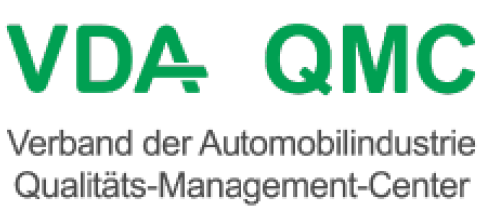 VDA QMC
Verband der Automobilindustrie
Qualitäts-Management-Center